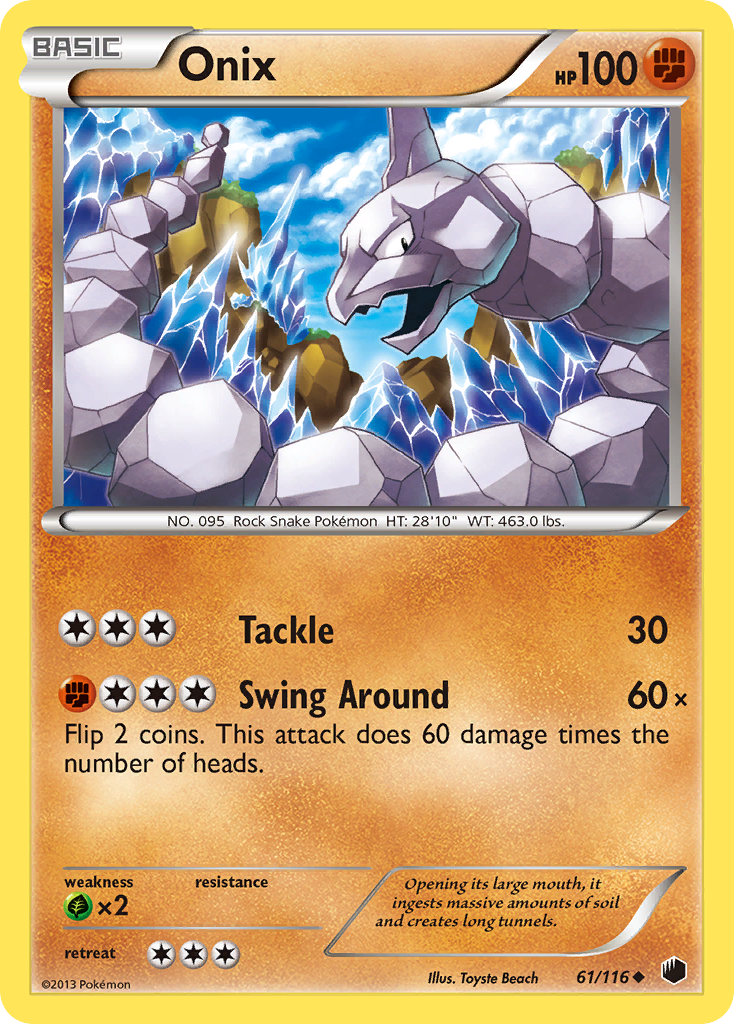 BASIC
Onix
HP100
NO. 095 Rock Snake Pokémon HT: 28'10" WT: 463.0 lbs.
Tackle 30
Swing Around 60×
Flip 2 coins. This attack does 60 damage times the
number of heads.
weakness resistance
×2
retreat
Opening its large mouth, it
ingests massive amounts of soil
and creates long tunnels.
©2013 Pokémon
Illus. Toyste Beach 61/116